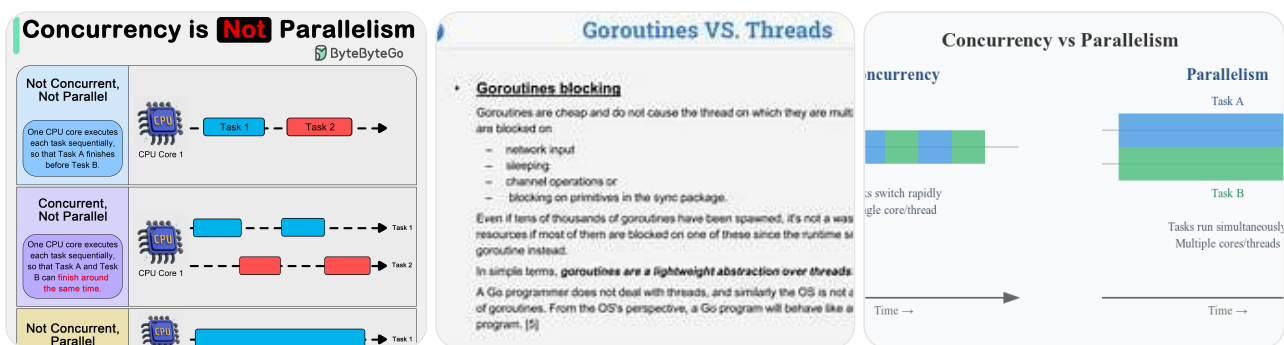 Concurrency is Not Parallelism
ByteByteGo
Not Concurrent,
Not Parallel
One CPU core executes
each task sequentially,
so that Task A finishes
before Tesk B.
CPU
CPU Core 1
Task 1
Task 2
Concurrent,
Not Parallel
One CPU core executes
each task sequentially,
so that Task A and Tesk
B can finish around
the same time.
CPU
CPU Core 1
Task 1
Task 2
Not Concurrent,
Parallel
CPU
Task 1
Goroutines VS. Threads
• Goroutines blocking
Goroutines are cheap and do not cause the thread on which they are mult
are blocked on
– network input
– sleeping
– channel operations or
– blocking on primitives in the sync package.
Even if tens of thousands of goroutines have been spawned, it's not a was
resources if most of them are blocked on one of these since the runtime s
goroutine instead.
In simple terms, goroutines are a lightweight abstraction over threads.
A Go programmer does not deal with threads, and similarly the OS is not a
of goroutines. From the OS's perspective, a Go program will behave like a
program. [5]
Concurrency vs Parallelism
oncurrency
ks switch rapidly
ngle core/thread
Time →
Parallelism
Task A
Task B
Tasks run simultaneously
Multiple cores/threads
Time →